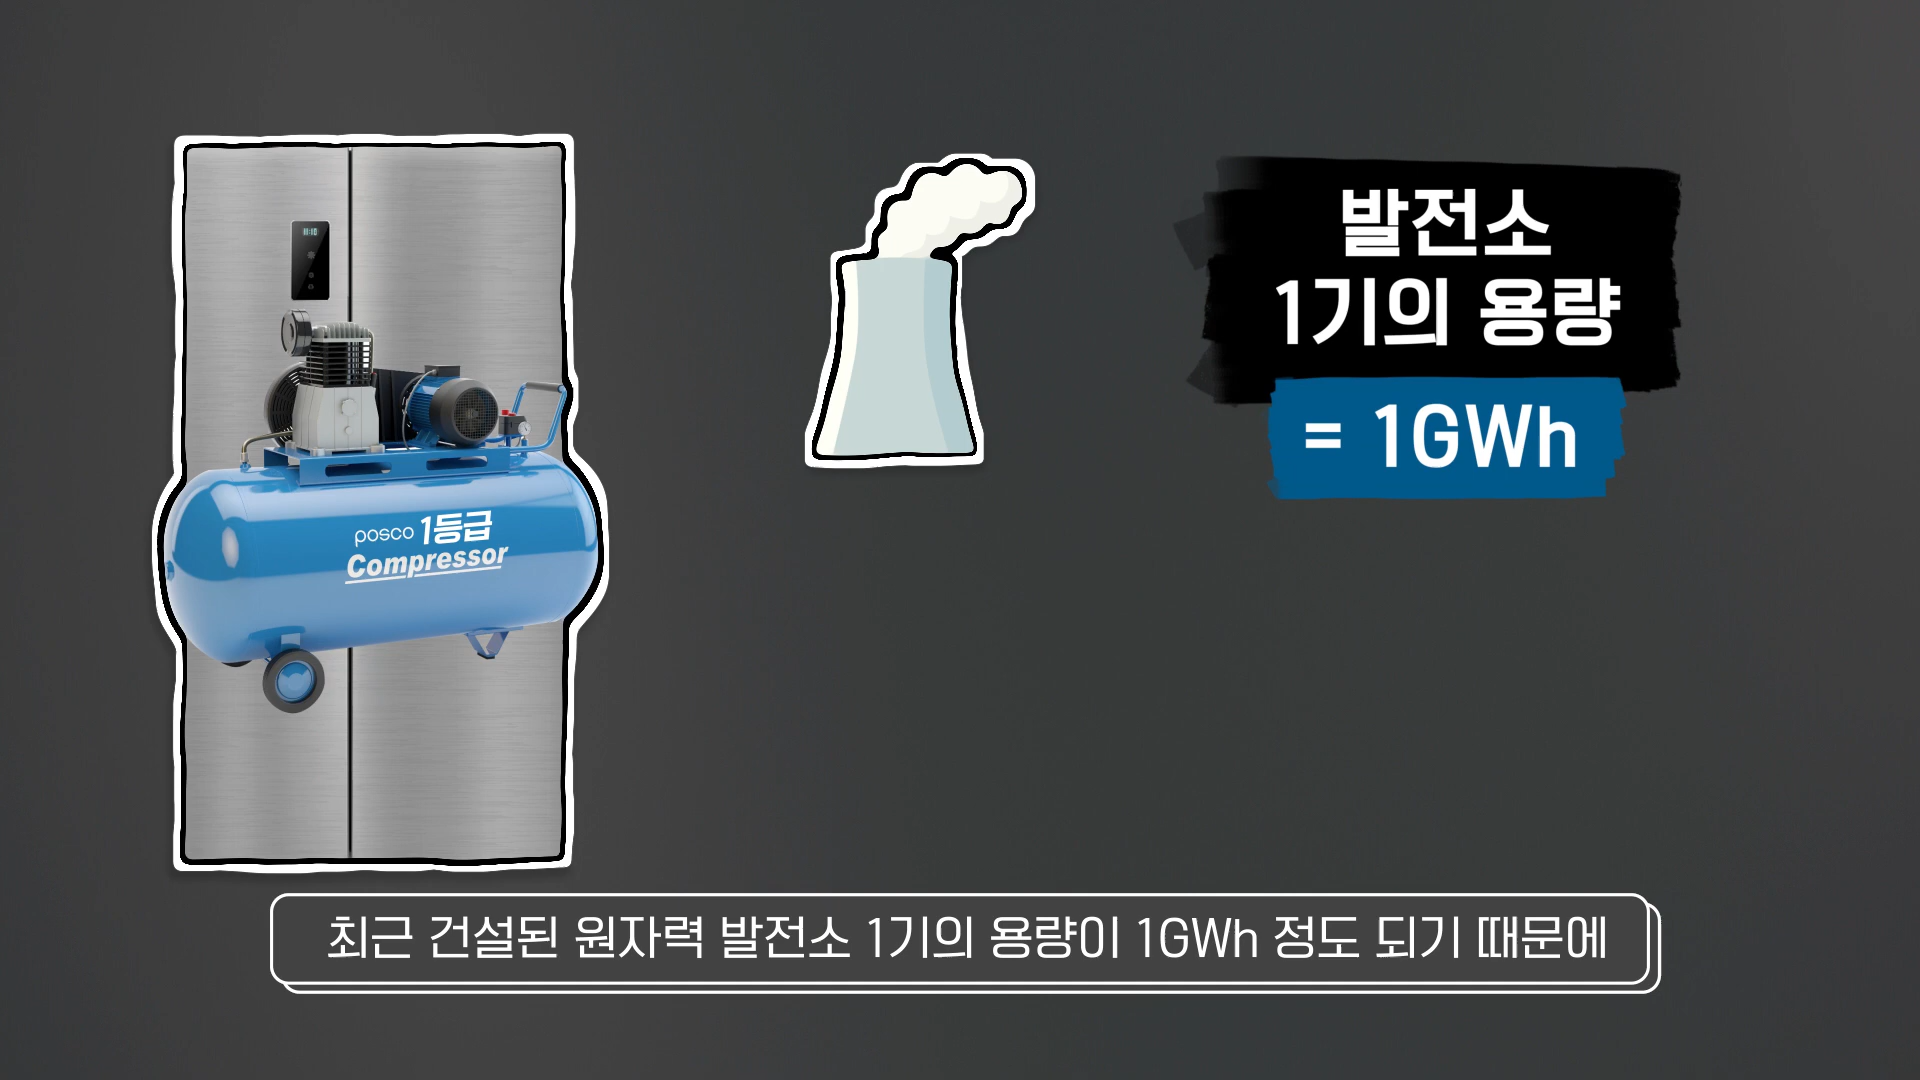 11:10
posco 1등급
Compressor
발전소
1기의 용량
= 1GWh
최근 건설된 원자력 발전소 1기의 용량이 1GWh 정도 되기 때문에